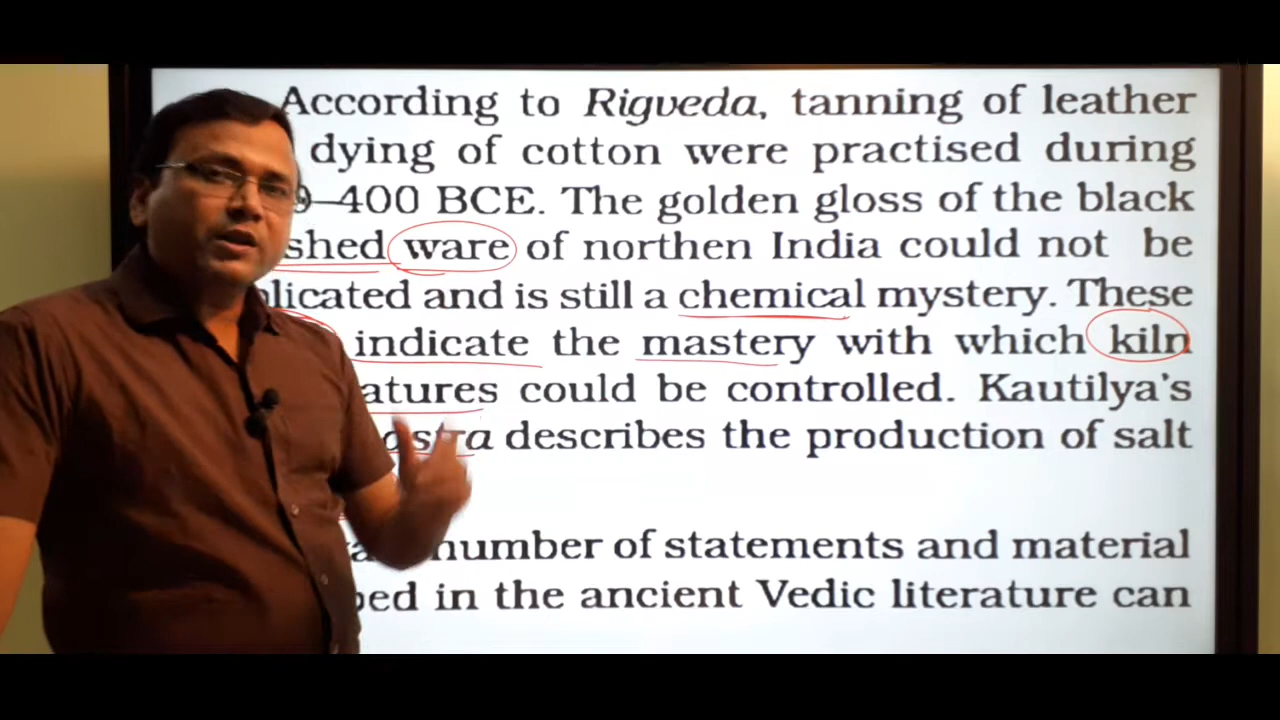 According to Rigveda, tanning of leather
dying of cotton were practised during
–400 BCE. The golden gloss of the black
ware of northen India could not be
and is still a chemical mystery. These
indicate the mastery with which kiln
could be controlled. Kautilya's
describes the production of salt
number of statements and material
in the ancient Vedic literature can